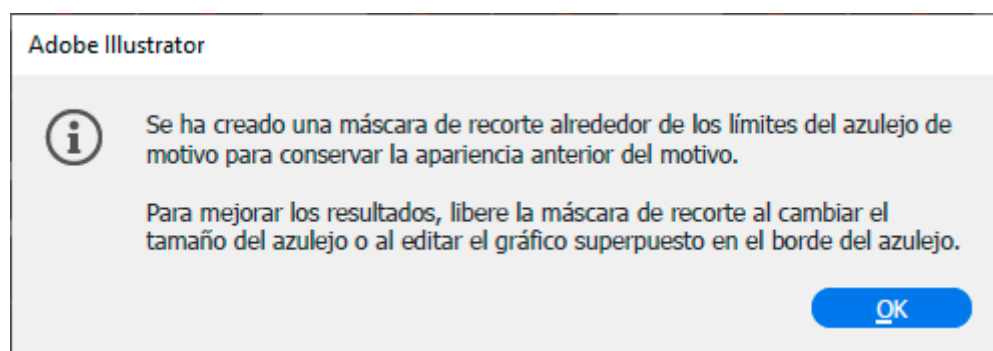 Adobe Illustrator
Se ha creado una máscara de recorte alrededor de los límites del azulejo de
motivo para conservar la apariencia anterior del motivo.
Para mejorar los resultados, libere la máscara de recorte al cambiar el
tamaño del azulejo o al editar el gráfico superpuesto en el borde del azulejo.
OK